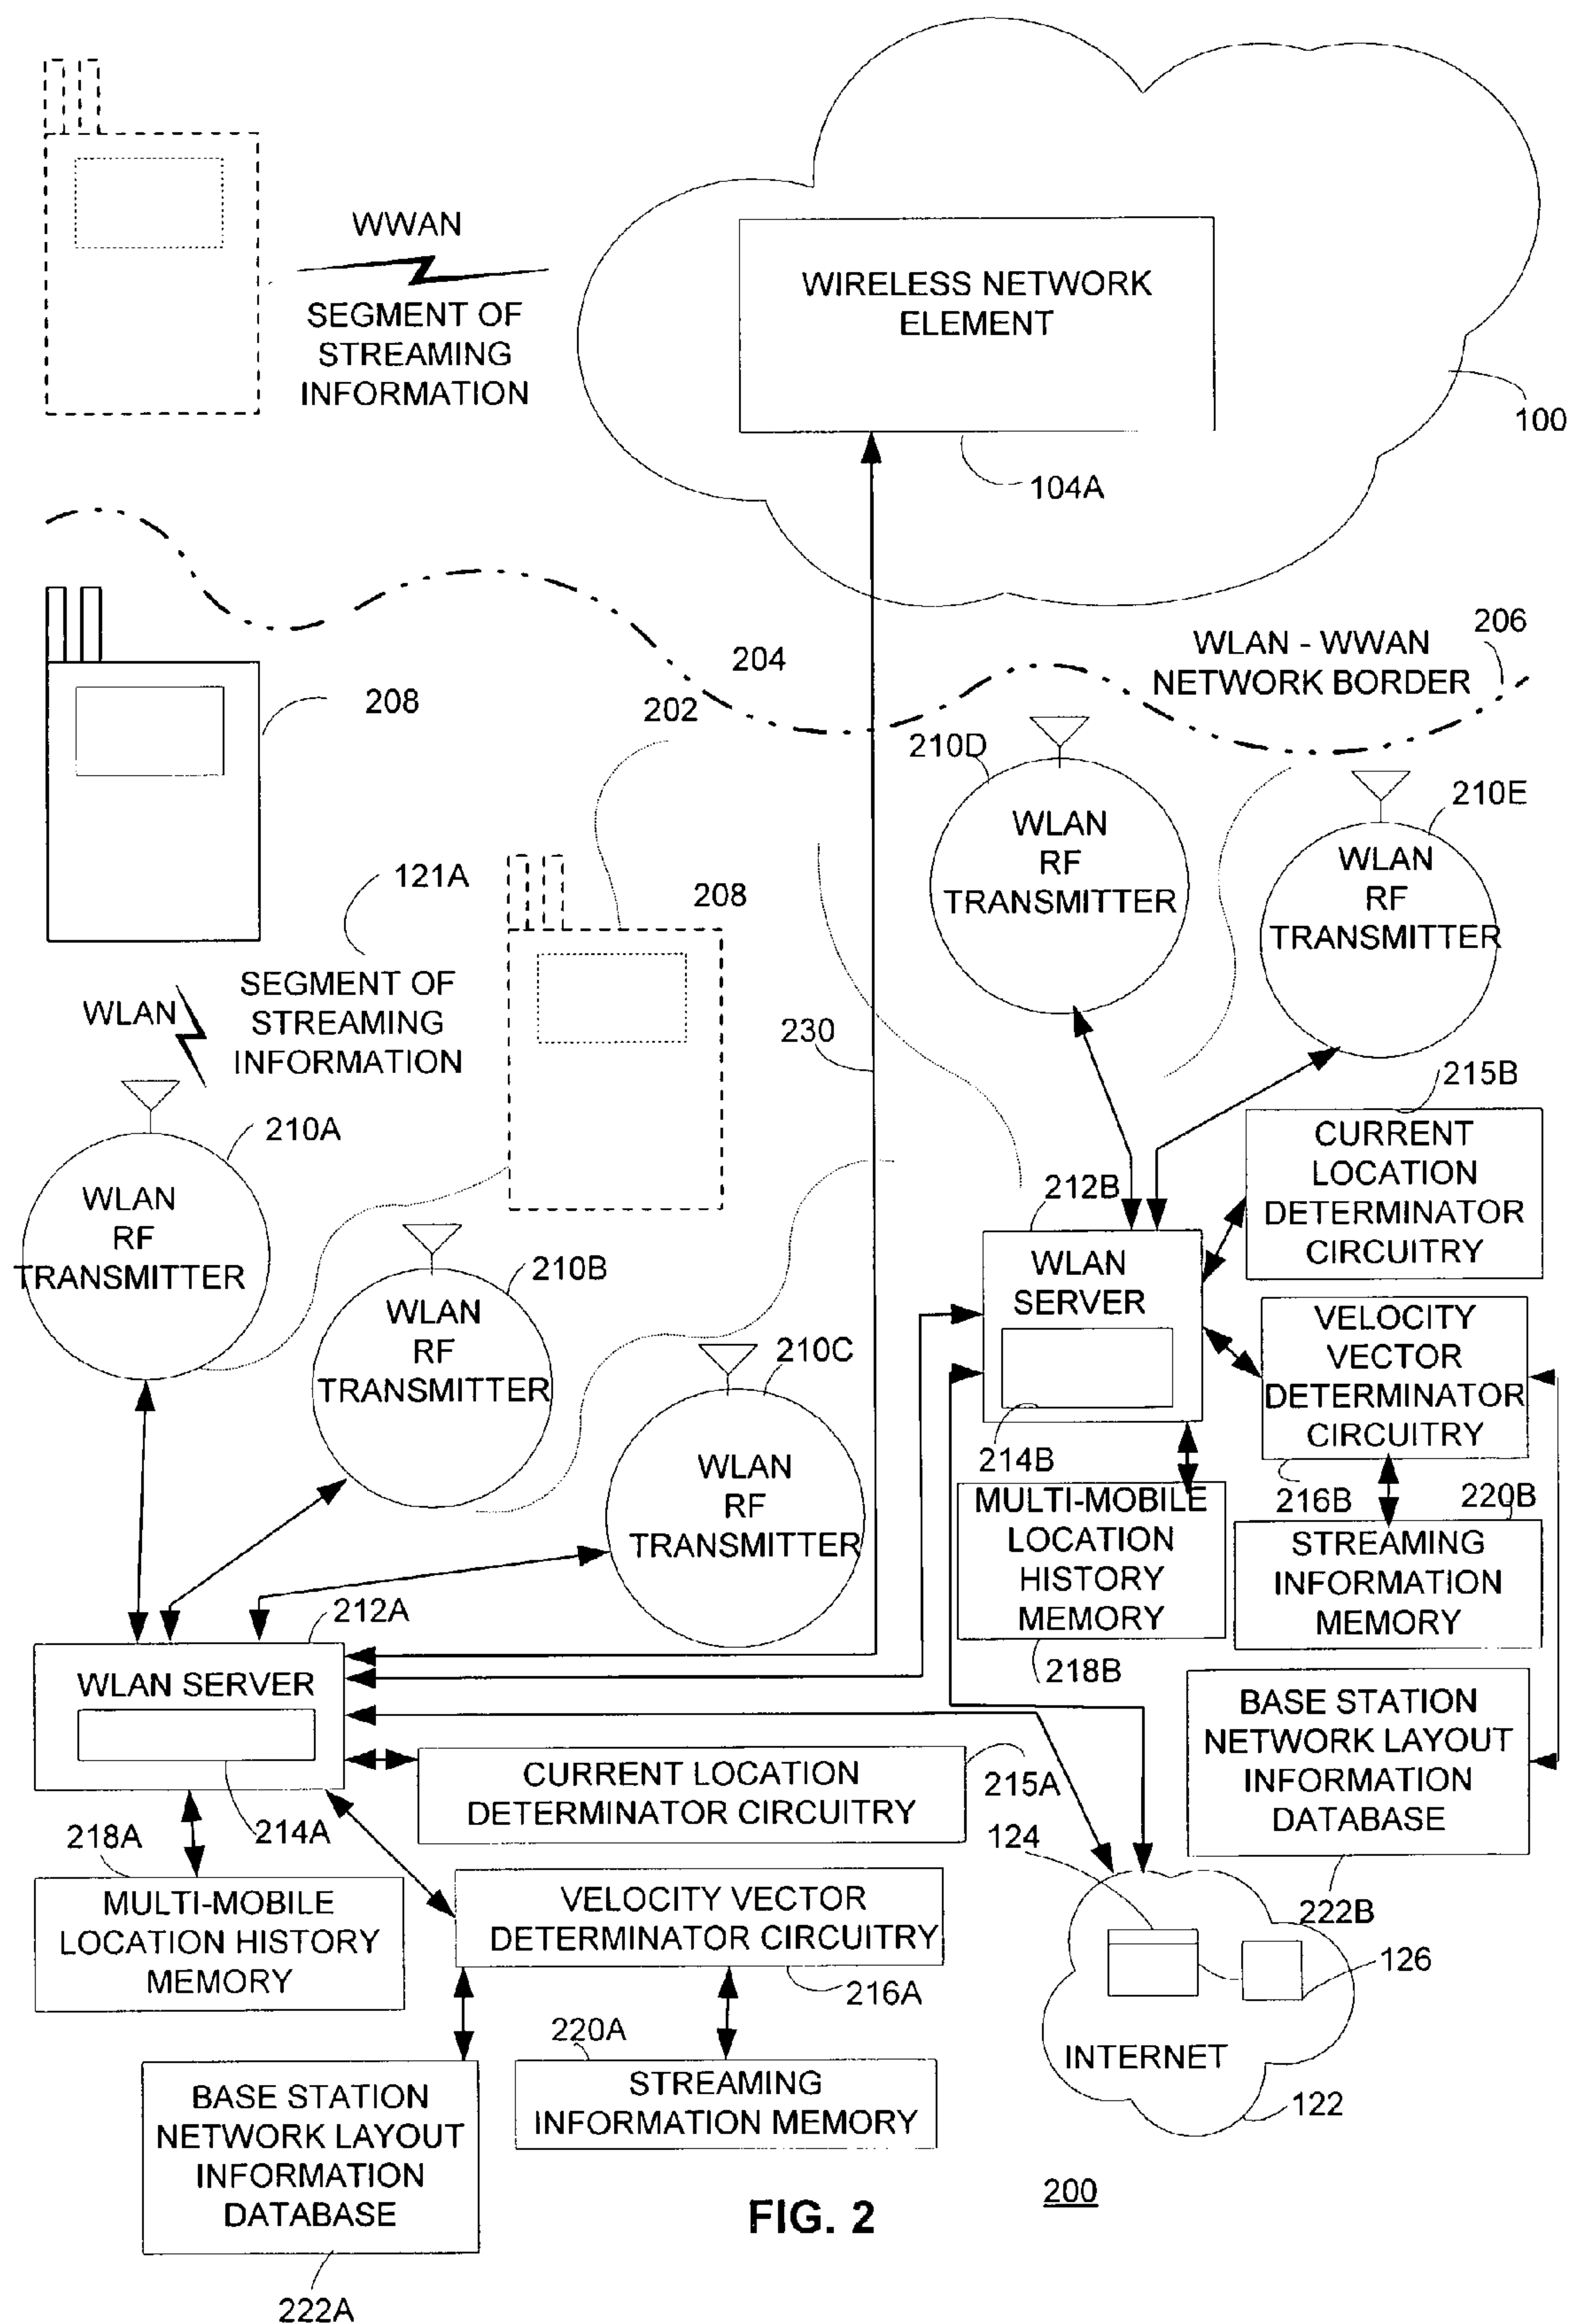 WWAN
SEGMENT OF
STREAMING
INFORMATION
WIRELESS NETWORK
ELEMENT
100
104A
206
WLAN - WWAN
NETWORK BORDER
204
202
208
210D
WLAN
RF
TRANSMITTER
210E
WLAN
RF
TRANSMITTER
121A
208
SEGMENT OF
STREAMING
INFORMATION
WLAN
230
210A
WLAN
RF
TRANSMITTER
210B
WLAN
RF
TRANSMITTER
210C
WLAN
RF
TRANSMITTER
215B
CURRENT
LOCATION
DETERMINATOR
CIRCUITRY
212B
WLAN
SERVER
214B
VELOCITY
VECTOR
DETERMINATOR
CIRCUITRY
216B
220B
MULTI-MOBILE
LOCATION
HISTORY
MEMORY
218B
STREAMING
INFORMATION
MEMORY
BASE STATION
NETWORK LAYOUT
INFORMATION
DATABASE
222B
212A
WLAN SERVER
214A
CURRENT LOCATION
DETERMINATOR CIRCUITRY
215A
218A
MULTI-MOBILE
LOCATION HISTORY
MEMORY
VELOCITY VECTOR
DETERMINATOR CIRCUITRY
216A
124
126
INTERNET
122
220A
STREAMING
INFORMATION MEMORY
BASE STATION
NETWORK LAYOUT
INFORMATION
DATABASE
222A
200
FIG. 2